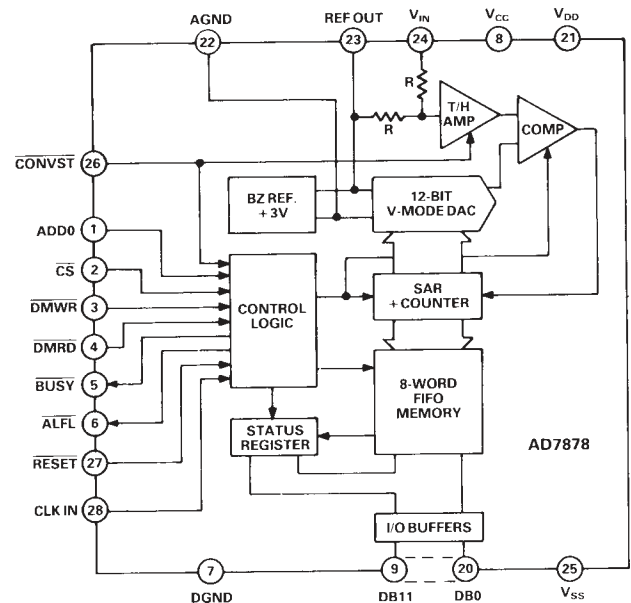 AGND
REF OUT
VIN
VCC
VDD
22
23
24
8
21
R
R
T/H
AMP
COMP
CONVST
26
BZ REF.
+3V
12-BIT
V-MODE DAC
ADD0
1
CS
2
DMWR
3
DMRD
4
BUSY
5
ALFL
6
RESET
27
CLK IN
28
CONTROL
LOGIC
SAR
+ COUNTER
8-WORD
FIFO
MEMORY
STATUS
REGISTER
AD7878
I/O BUFFERS
7
9
20
25
DGND
DB11
DB0
VSS